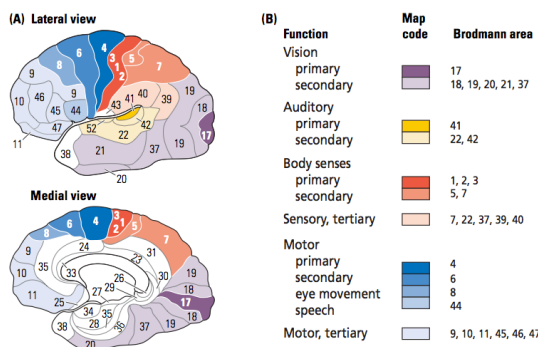 (A) Lateral view
6
4
3
1
2
5
7
8
9
9
10
46
45
44
47
11
43
41
40
39
19
18
17
52
42
22
21
37
19
38
20
Medial view
6
4
3
1
2
5
7
8
9
24
31
23
10
35
33
26
30
19
18
11
27
29
17
25
34
35
18
38
28
36
37
19
20
(B)
Function
Map code
Brodmann area
Vision
primary 17
secondary 18, 19, 20, 21, 37
Auditory
primary 41
secondary 22, 42
Body senses
primary 1, 2, 3
secondary 5, 7
Sensory, tertiary 7, 22, 37, 39, 40
Motor
primary 4
secondary 6
eye movement 8
speech 44
Motor, tertiary 9, 10, 11, 45, 46, 47